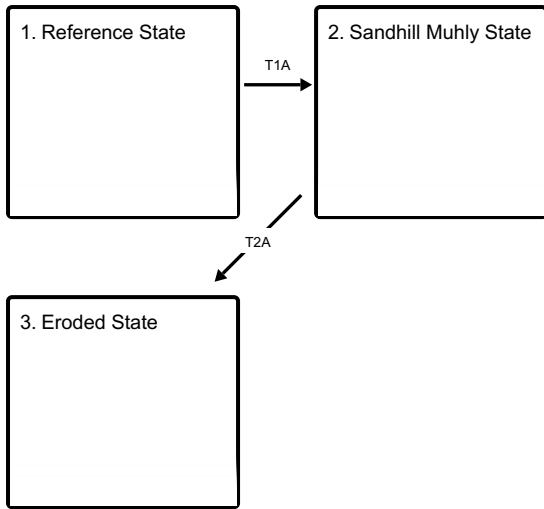 1. Reference State
T1A
2. Sandhill Muhly State
T2A
3. Eroded State